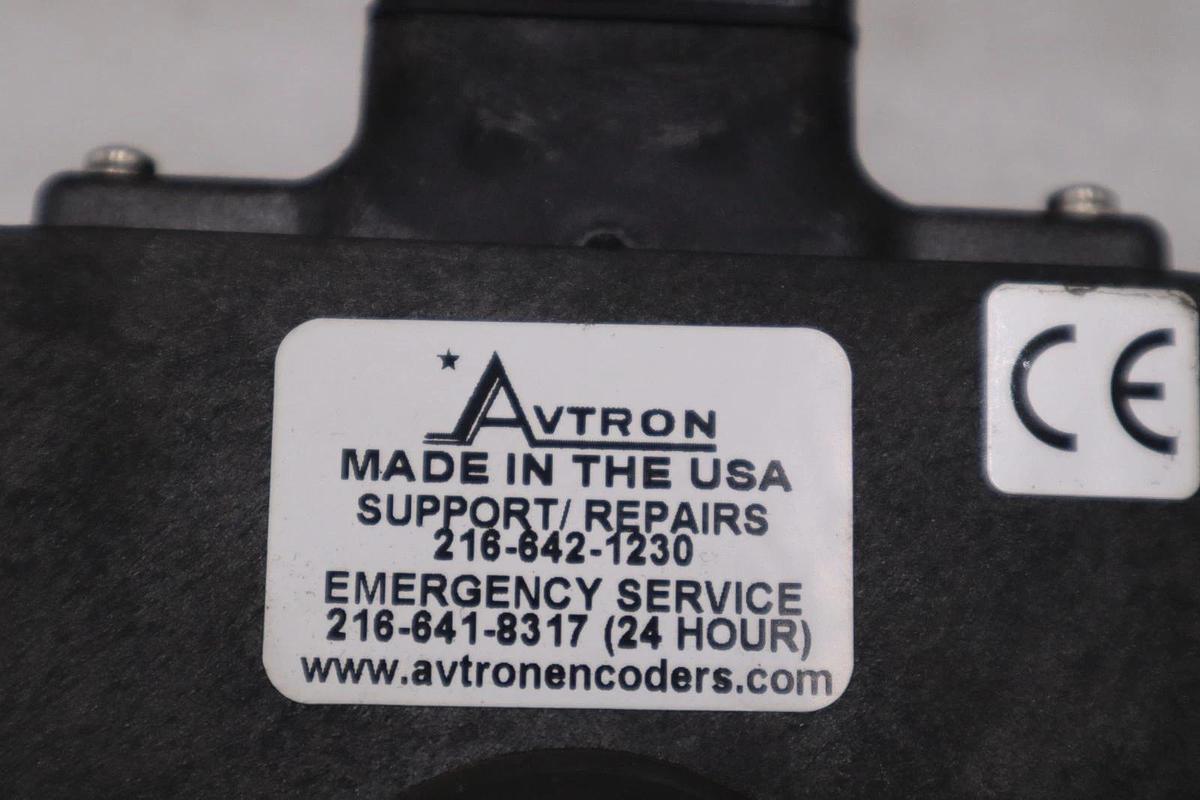 AVTRON
MADE IN THE USA
SUPPORT/ REPAIRS
216-642-1230
EMERGENCY SERVICE
216-641-8317 (24 HOUR)
www.avtronencoders.com
CE